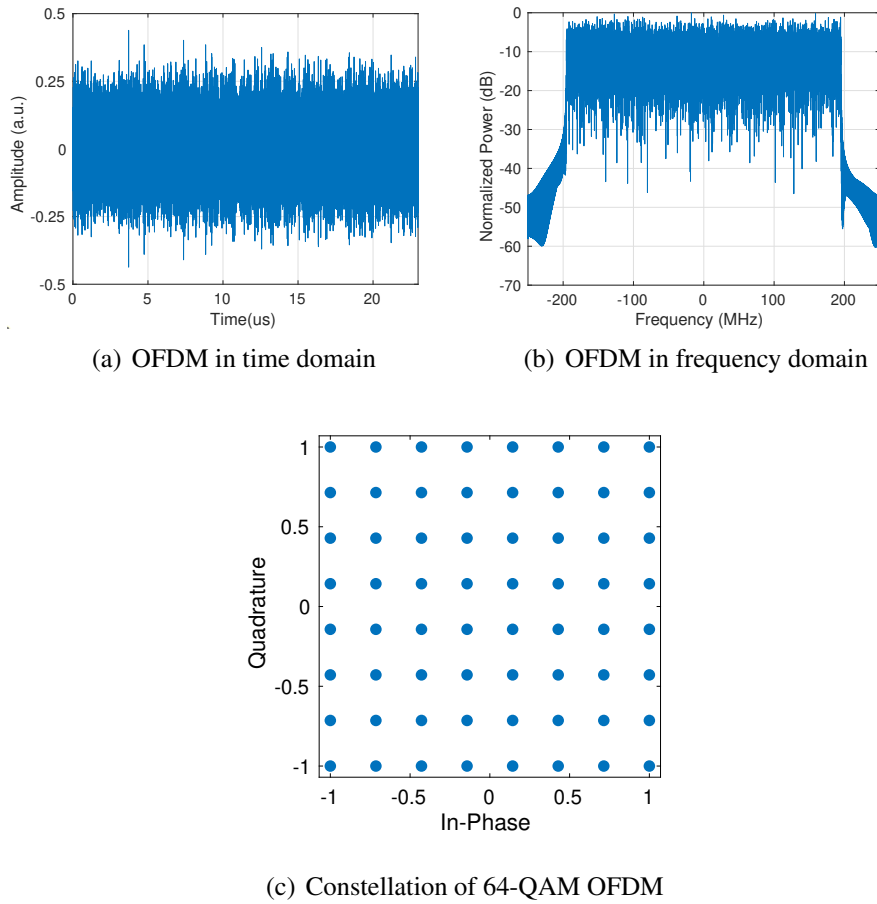 0.5
0.25
0
-0.25
-0.5
Amplitude (a.u.)
0 5 10 15 20
Time(us)
(a) OFDM in time domain
0
-10
-20
-30
-40
-50
-60
-70
Normalized Power (dB)
-200 -100 0 100 200
Frequency (MHz)
(b) OFDM in frequency domain
1
0.5
0
-0.5
-1
Quadrature
-1 -0.5 0 0.5 1
In-Phase
(c) Constellation of 64-QAM OFDM